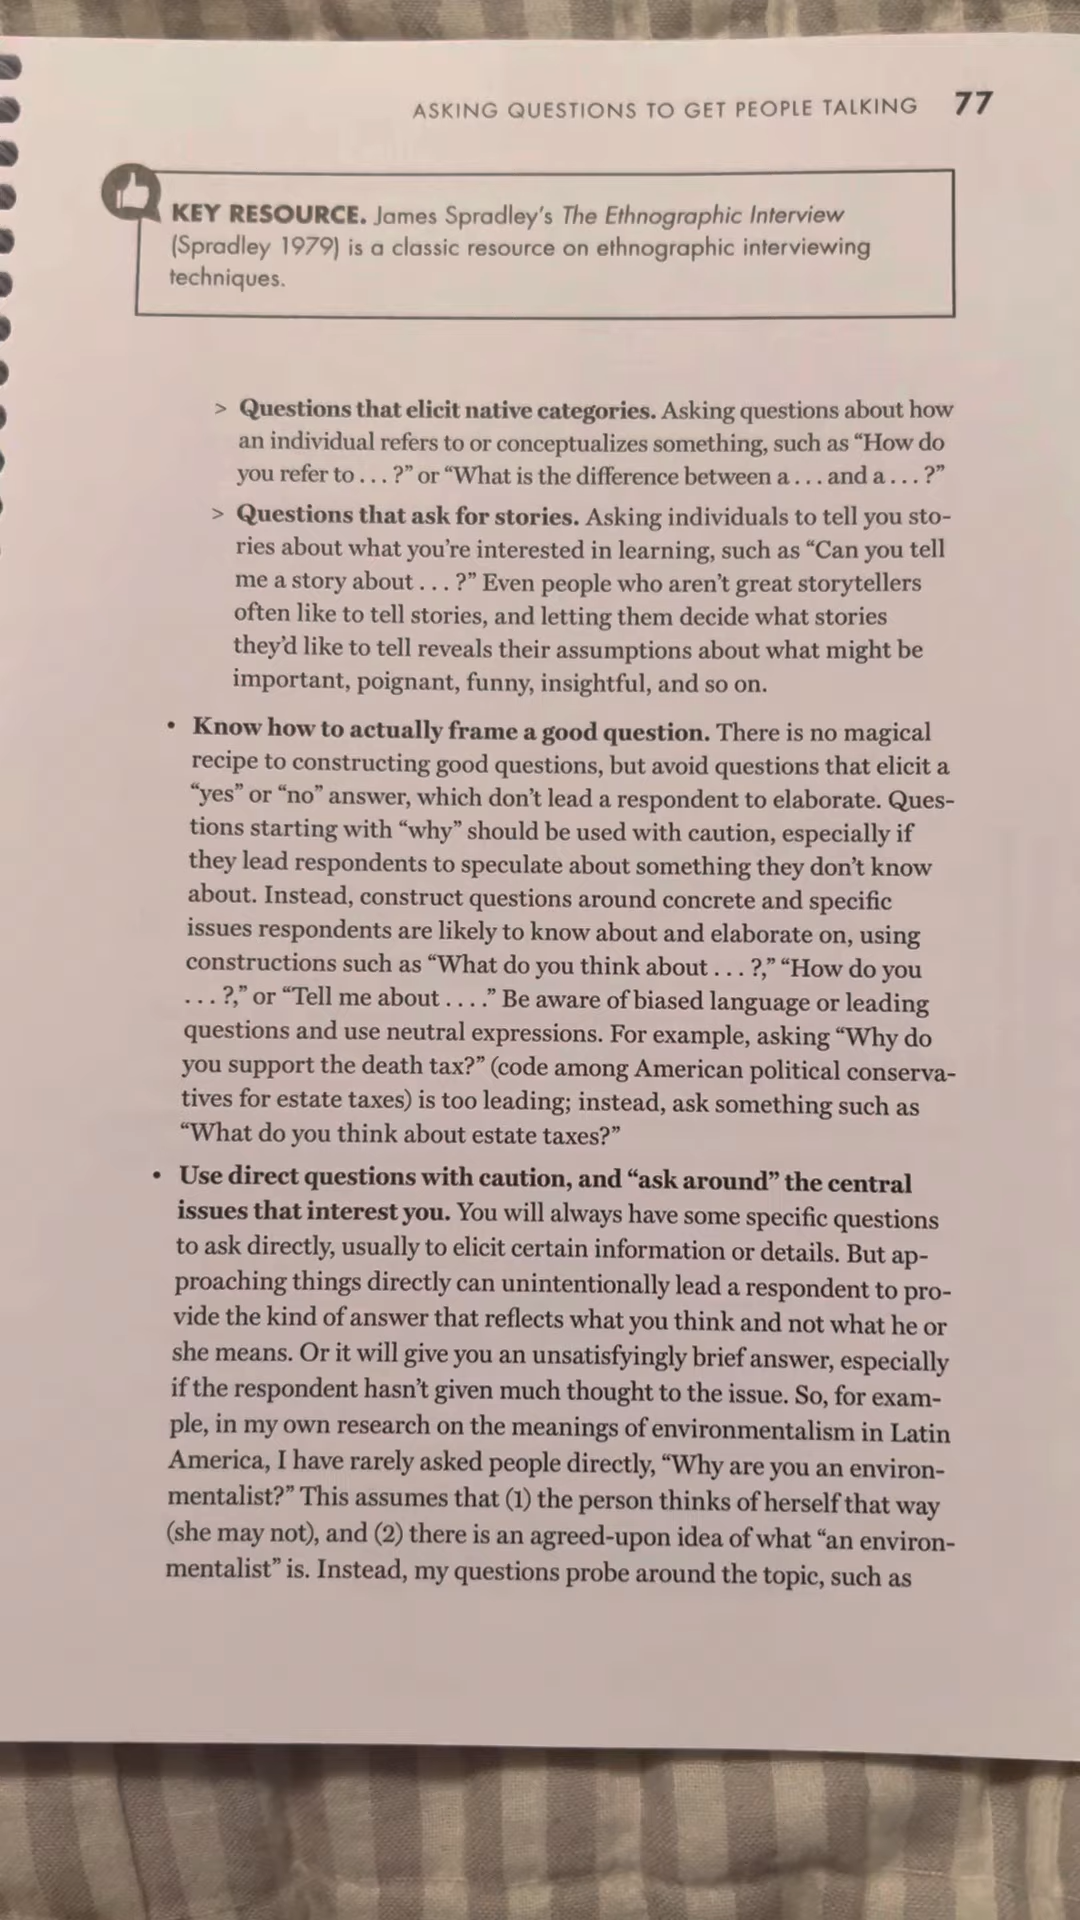 ASKING QUESTIONS TO GET PEOPLE TALKING 77
KEY RESOURCE. James Spradley's The Ethnographic Interview
(Spradley 1979) is a classic resource on ethnographic interviewing
techniques.
> Questions that elicit native categories. Asking questions about how
an individual refers to or conceptualizes something, such as “How do
you refer to . . . ?” or “What is the difference between a . . . and a . . . ?”
> Questions that ask for stories. Asking individuals to tell you sto-
ries about what you’re interested in learning, such as “Can you tell
me a story about . . . ?” Even people who aren’t great storytellers
often like to tell stories, and letting them decide what stories
they’d like to tell reveals their assumptions about what might be
important, poignant, funny, insightful, and so on.
• Know how to actually frame a good question. There is no magical
recipe to constructing good questions, but avoid questions that elicit a
“yes” or “no” answer, which don’t lead a respondent to elaborate. Ques-
tions starting with “why” should be used with caution, especially if
they lead respondents to speculate about something they don’t know
about. Instead, construct questions around concrete and specific
issues respondents are likely to know about and elaborate on, using
constructions such as “What do you think about . . . ?,” “How do you
. . . ?,” or “Tell me about . . . .” Be aware of biased language or leading
questions and use neutral expressions. For example, asking “Why do
you support the death tax?” (code among American political conserva-
tives for estate taxes) is too leading; instead, ask something such as
“What do you think about estate taxes?”
• Use direct questions with caution, and “ask around” the central
issues that interest you. You will always have some specific questions
to ask directly, usually to elicit certain information or details. But ap-
proaching things directly can unintentionally lead a respondent to pro-
vide the kind of answer that reflects what you think and not what he or
she means. Or it will give you an unsatisfyingly brief answer, especially
if the respondent hasn’t given much thought to the issue. So, for exam-
ple, in my own research on the meanings of environmentalism in Latin
America, I have rarely asked people directly, “Why are you an environ-
mentalist?” This assumes that (1) the person thinks of herself that way
(she may not), and (2) there is an agreed-upon idea of what “an environ-
mentalist” is. Instead, my questions probe around the topic, such as